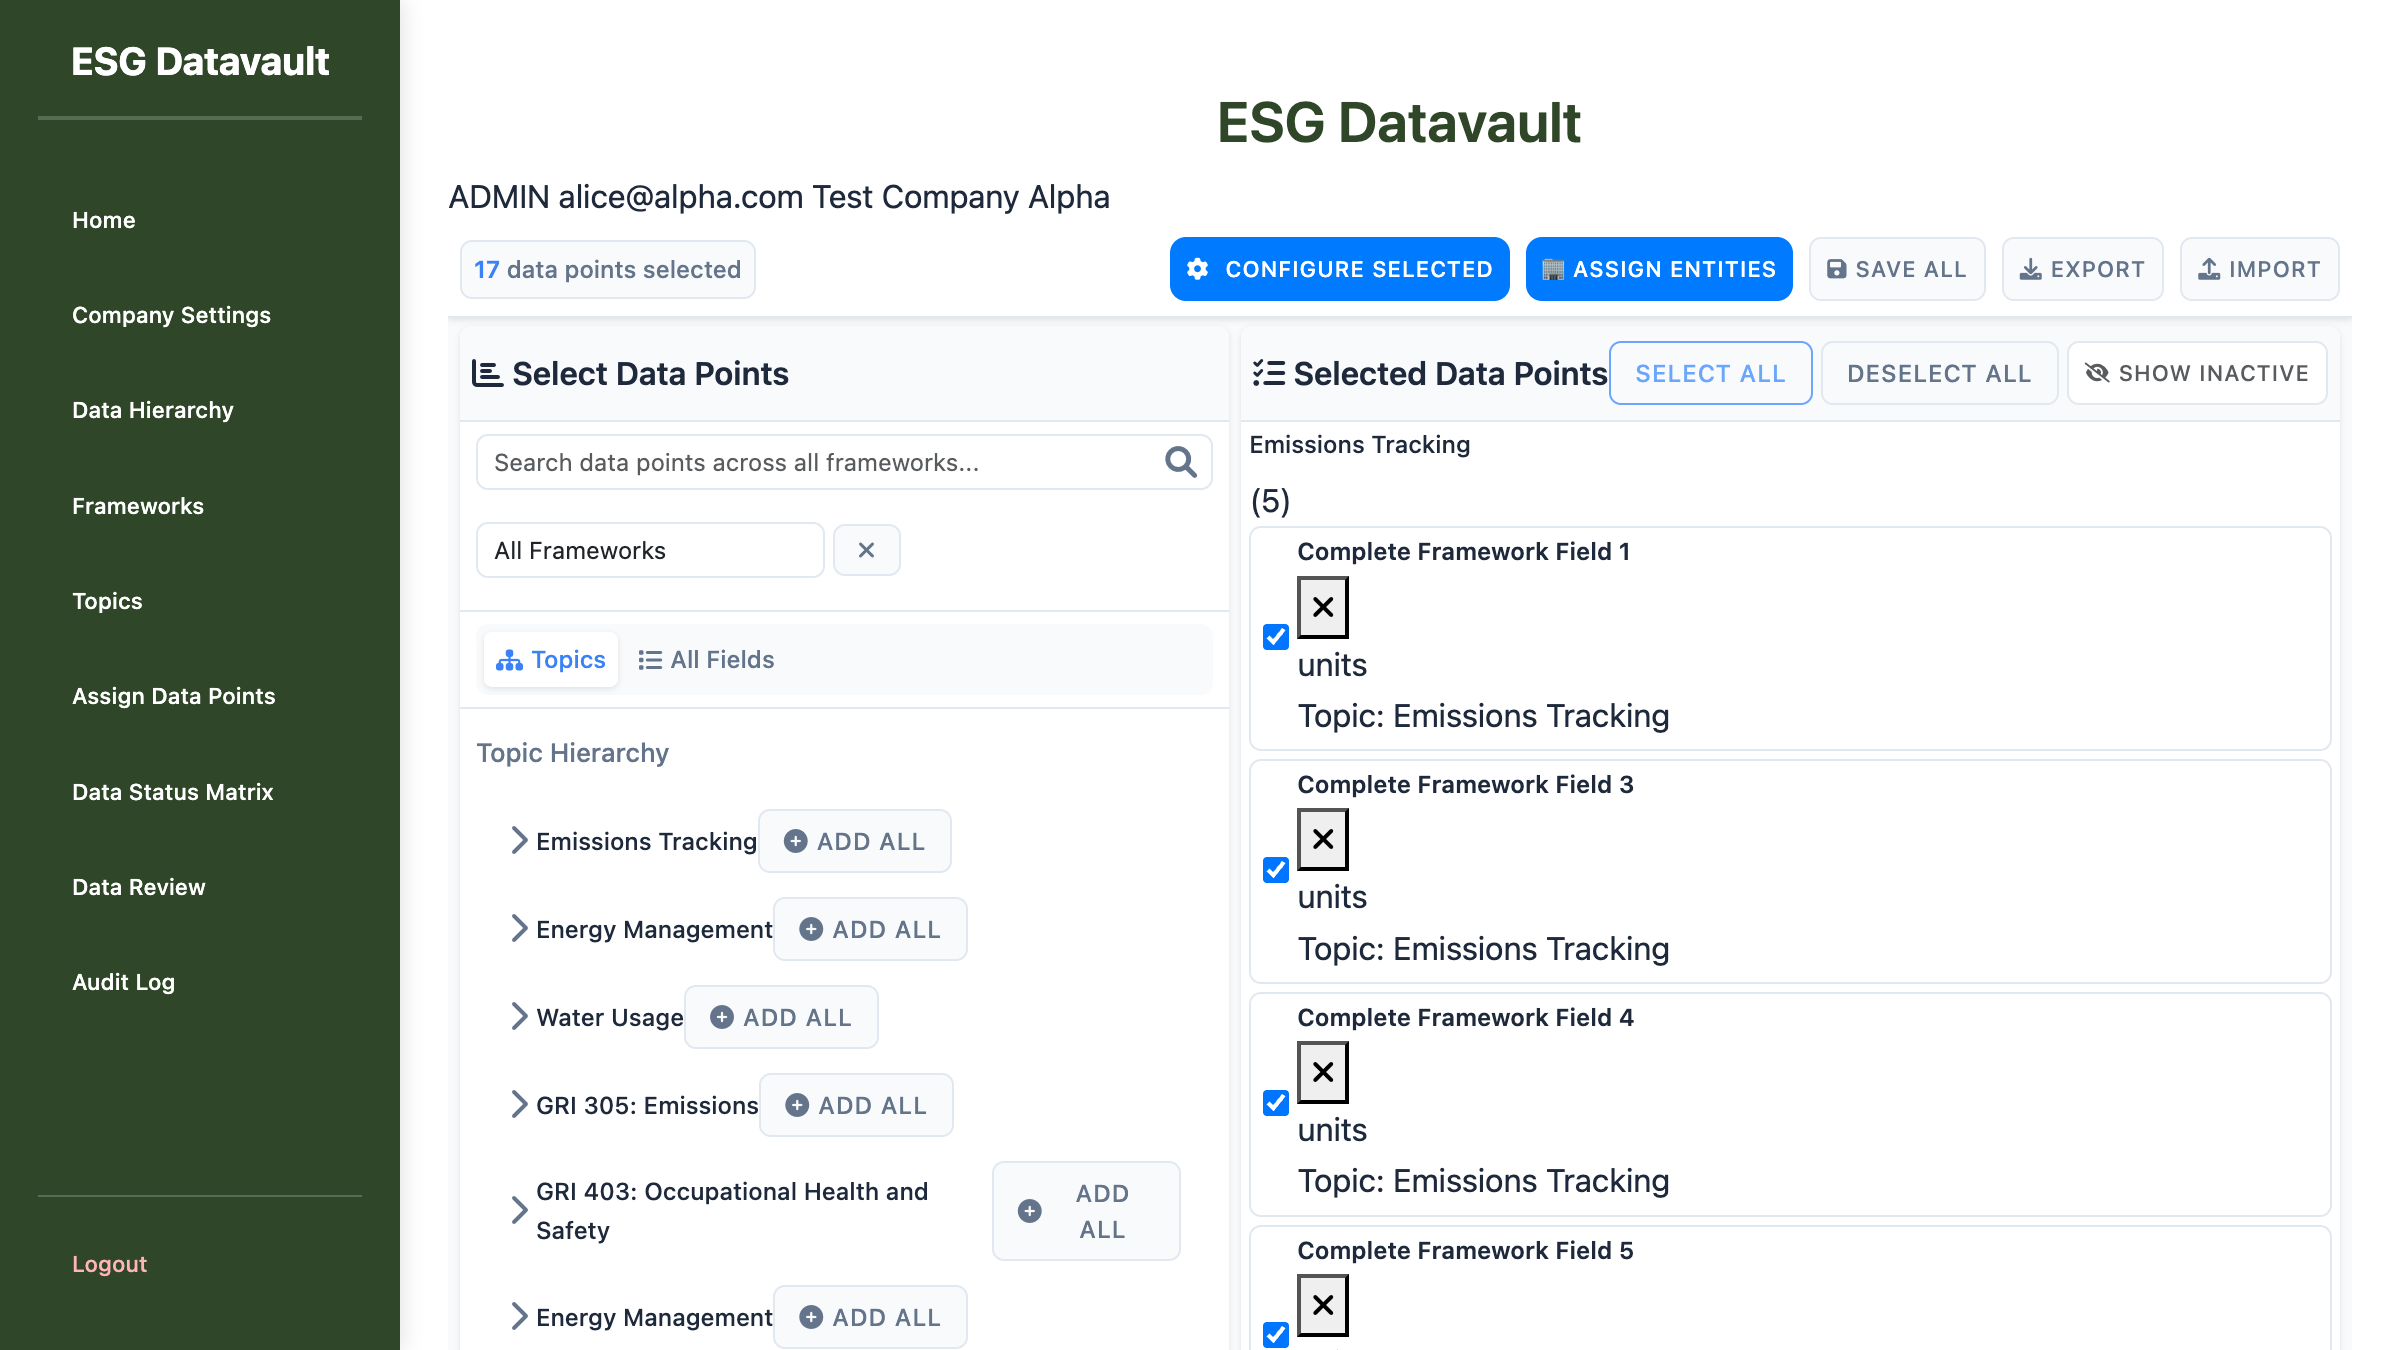 ESG Datavault
Home
Company Settings
Data Hierarchy
Frameworks
Topics
Assign Data Points
Data Status Matrix
Data Review
Audit Log
Logout
ESG Datavault
ADMIN alice@alpha.com Test Company Alpha
17 data points selected
CONFIGURE SELECTED
ASSIGN ENTITIES
SAVE ALL
EXPORT
IMPORT
Select Data Points
Search data points across all frameworks...
All Frameworks
Topics
All Fields
Topic Hierarchy
Emissions Tracking
ADD ALL
Energy Management
ADD ALL
Water Usage
ADD ALL
GRI 305: Emissions
ADD ALL
GRI 403: Occupational Health and
Safety
ADD
ALL
Energy Management
ADD ALL
Selected Data Points
SELECT ALL
DESELECT ALL
SHOW INACTIVE
Emissions Tracking
(5)
Complete Framework Field 1
units
Topic: Emissions Tracking
Complete Framework Field 3
units
Topic: Emissions Tracking
Complete Framework Field 4
units
Topic: Emissions Tracking
Complete Framework Field 5